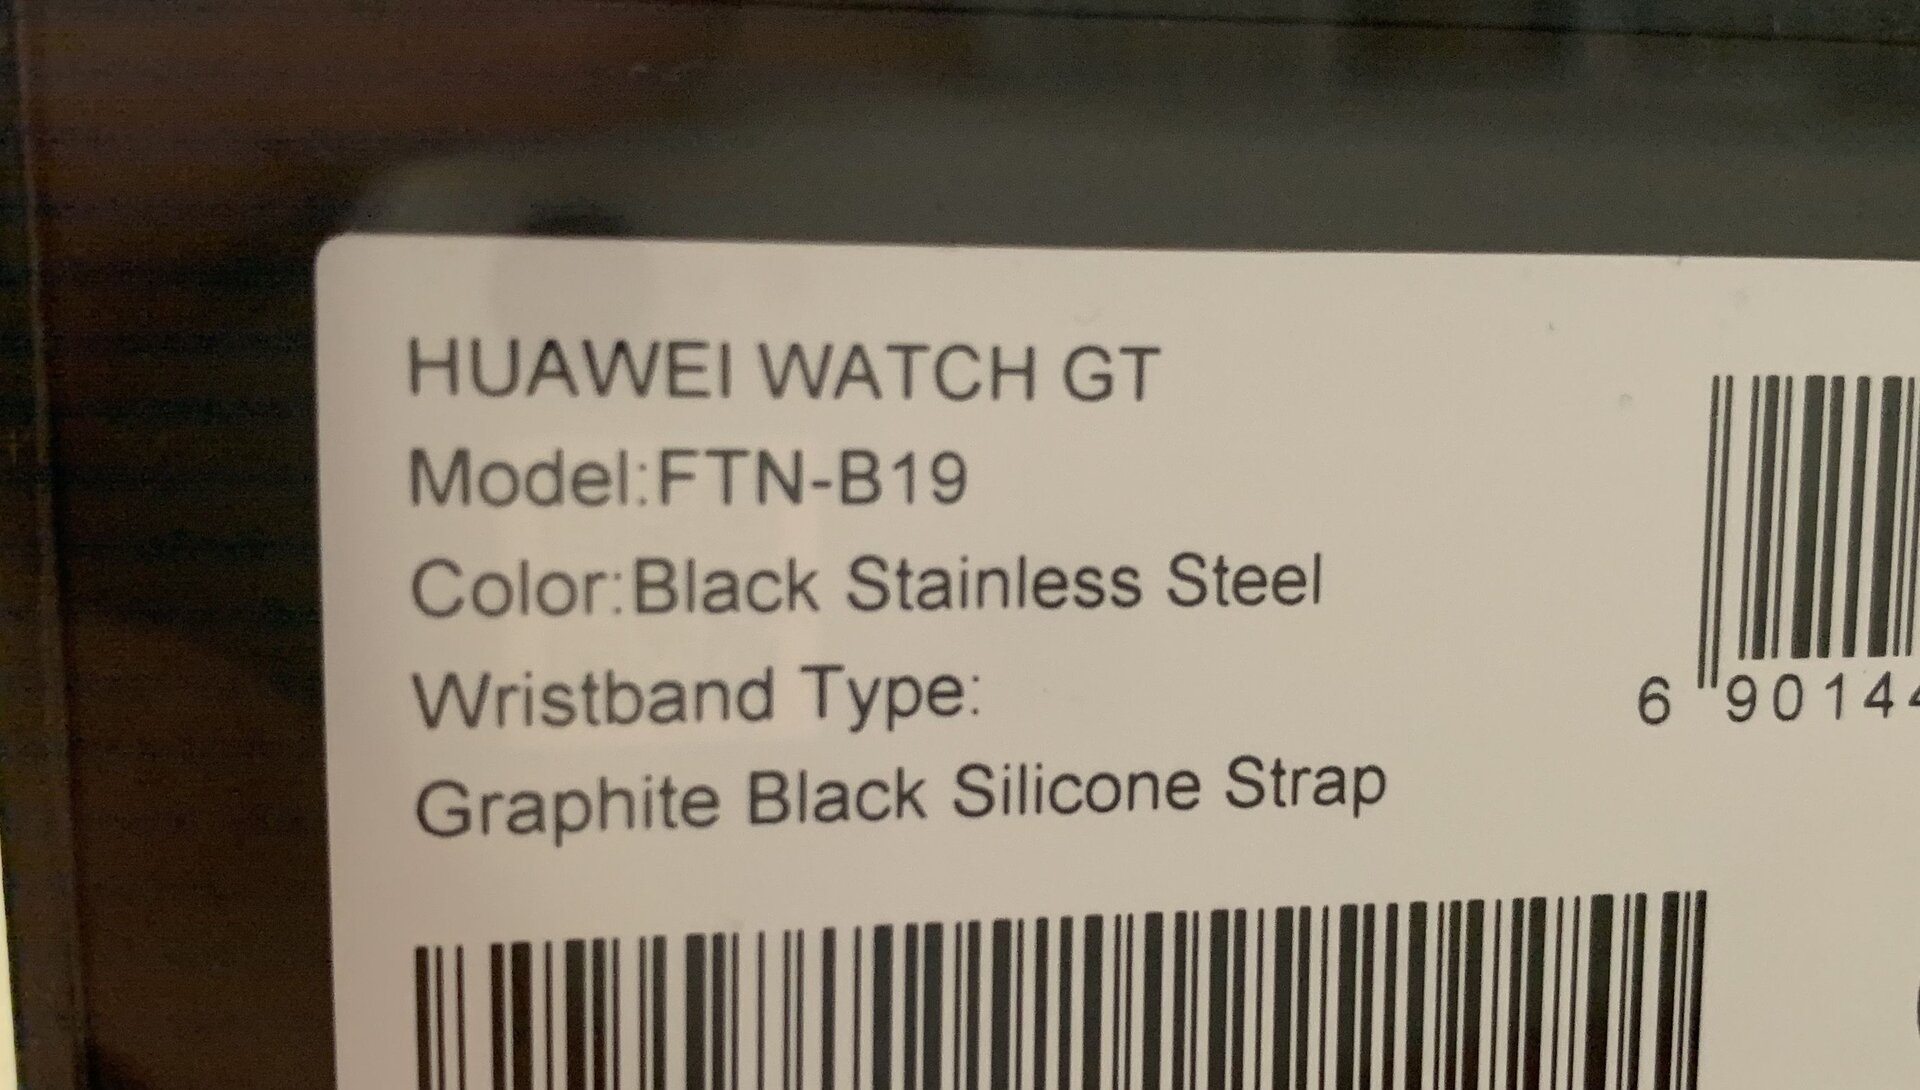 HUAWEI WATCH GT
Model:FTN-B19
Color:Black Stainless Steel
Wristband Type:
Graphite Black Silicone Strap
6 90144